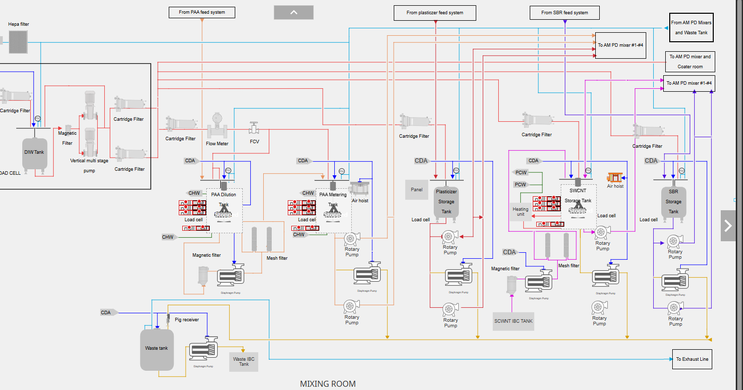 From PAA feed system
From plasticzer feed system
From SBR feed system
Hepa filter
From AM PD Mixers
and Waste Tank
To AM PD mixer #1-#4
To AM PD mixer and
Coater room
To AM PD mixer #1-#4
Cartridge Filter
Cartridge Filter
Cartridge Filter
Flow Meter
FCV
Cartridge Filter
Cartridge Filter
Cartridge Filter
Magnetic
Filter
DIW Tank
Vertical multi stage
pump
Cartridge Filter
OAD CELL
CDA
CDA
CDA
CDA
CDA
PCW
PCW
Air hoist
Air hoist
CHW
PAA Dilution
Tank
CHW
PAA Metering
Tank
Panel
Plasticizer
Storage
Tank
SWCNT
Storage Tank
SBR
Storage
Tank
Heating
unit
Load cell
Load cell
Load cell
Load cell
Load cell
CHW
CHW
Rotary
Pump
Rotary
Pump
Rotary
Pump
Rotary
Pump
Magnetic filter
Mesh filter
CDA
Magnetic filter
Mesh filter
Rotary
Pump
Rotary
Pump
Rotary
Pump
Rotary
Pump
CDA
Pig receiver
SCWNT IBC TANK
Waste tank
Waste IBC
Tank
To Exhaust Line
MIXING ROOM